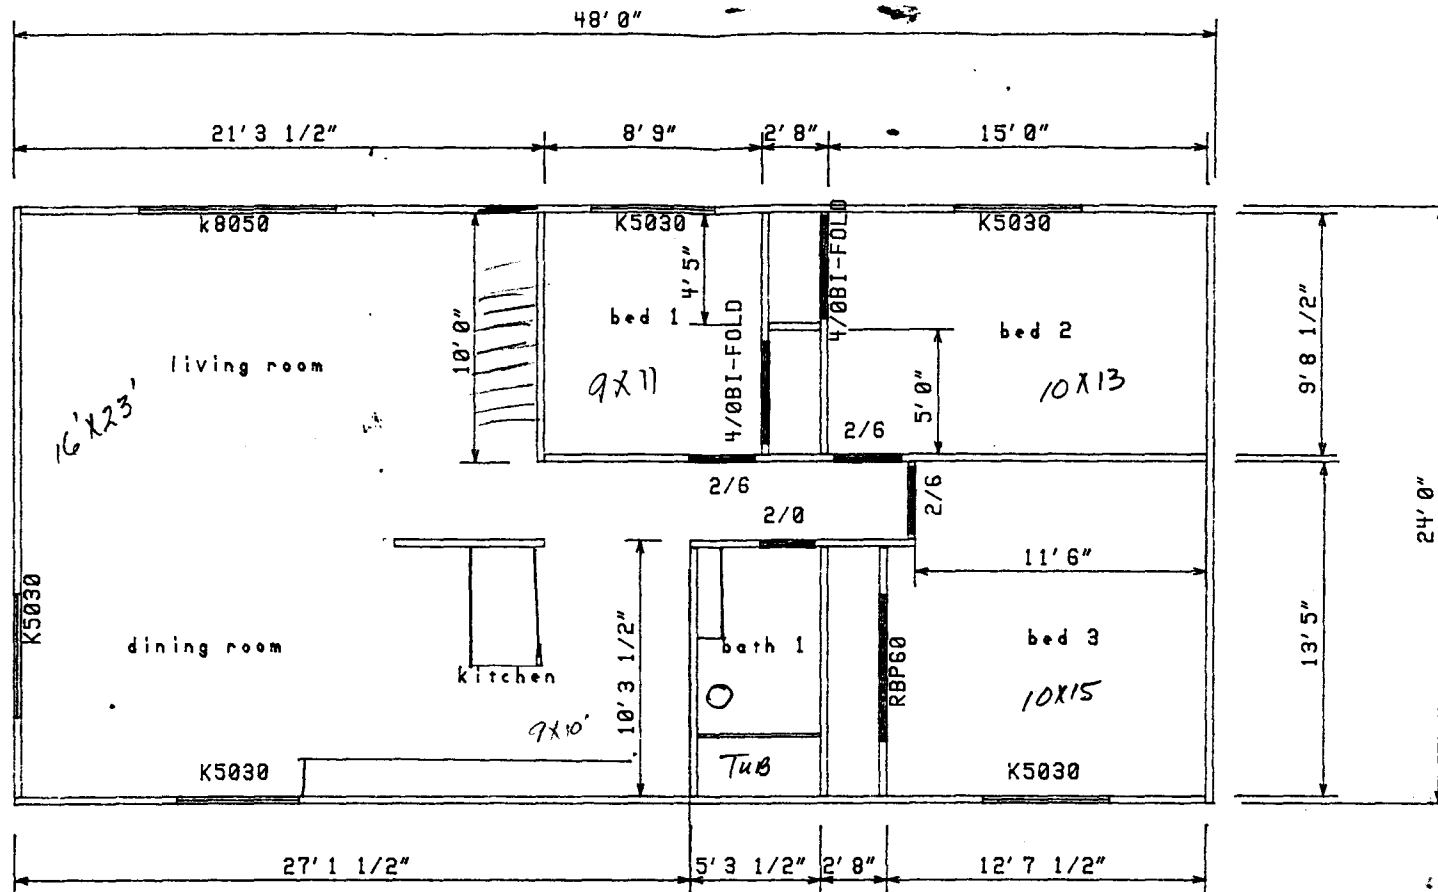 48'0"
21'3 1/2" 8'9" 2'8" 15'0"
k8050 K5030 K5030
4'5"
4/0BI-FOLD
bed 1
bed 2
living room
10'0"
4/0BI-FOLD
9'8 1/2"
9X11
10X13
5'0"
16'X23'
2/6
2/6
2/6
2/0
24'0"
11'6"
K5030
dining room
bath 1
bed 3
13'5"
kitchen
10'3 1/2"
RBP60
10X15
9X10'
TUB
K5030
K5030
27'1 1/2" 5'3 1/2" 2'8" 12'7 1/2"